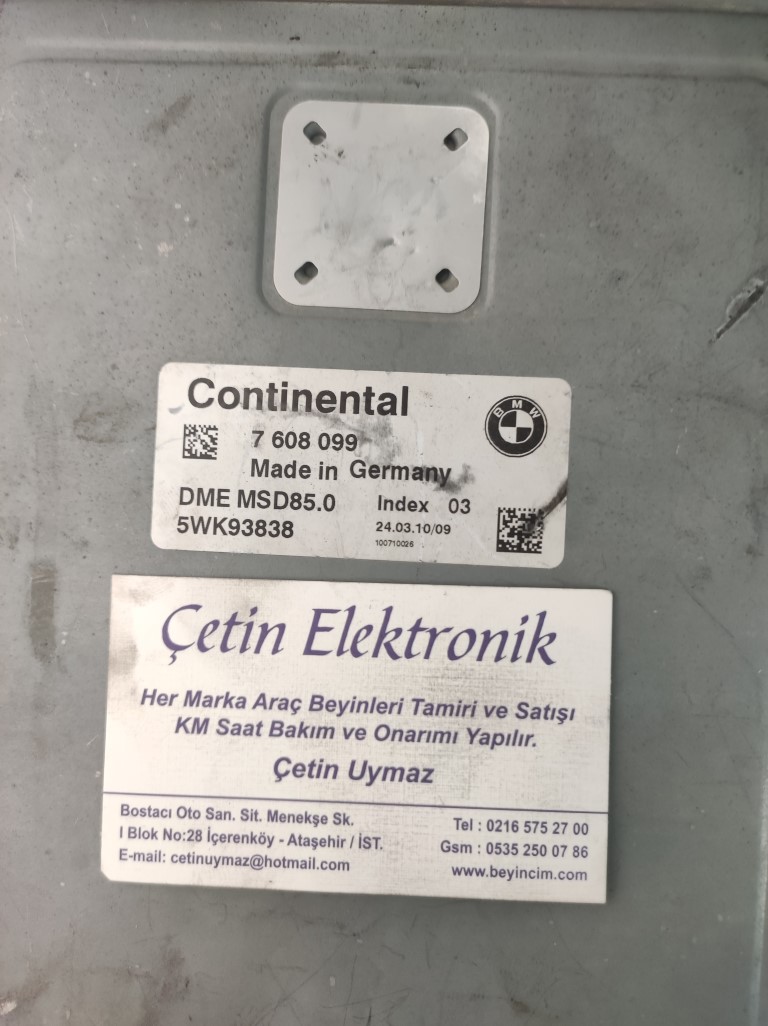 Continental
BMW
7 608 099
Made in Germany
DME MSD85.0 Index 03
5WK93838 24.03.10/09
100710026
Çetin Elektronik
Her Marka Araç Beyinleri Tamiri ve Satışı
KM Saat Bakım ve Onarımı Yapılır.
Çetin Uymaz
Bostacı Oto San. Sit. Menekşe Sk.
I Blok No:28 İçerenköy - Ataşehir / İST.
E-mail: cetinuymaz@hotmail.com
Tel : 0216 575 27 00
Gsm : 0535 250 07 86
www.beyincim.com